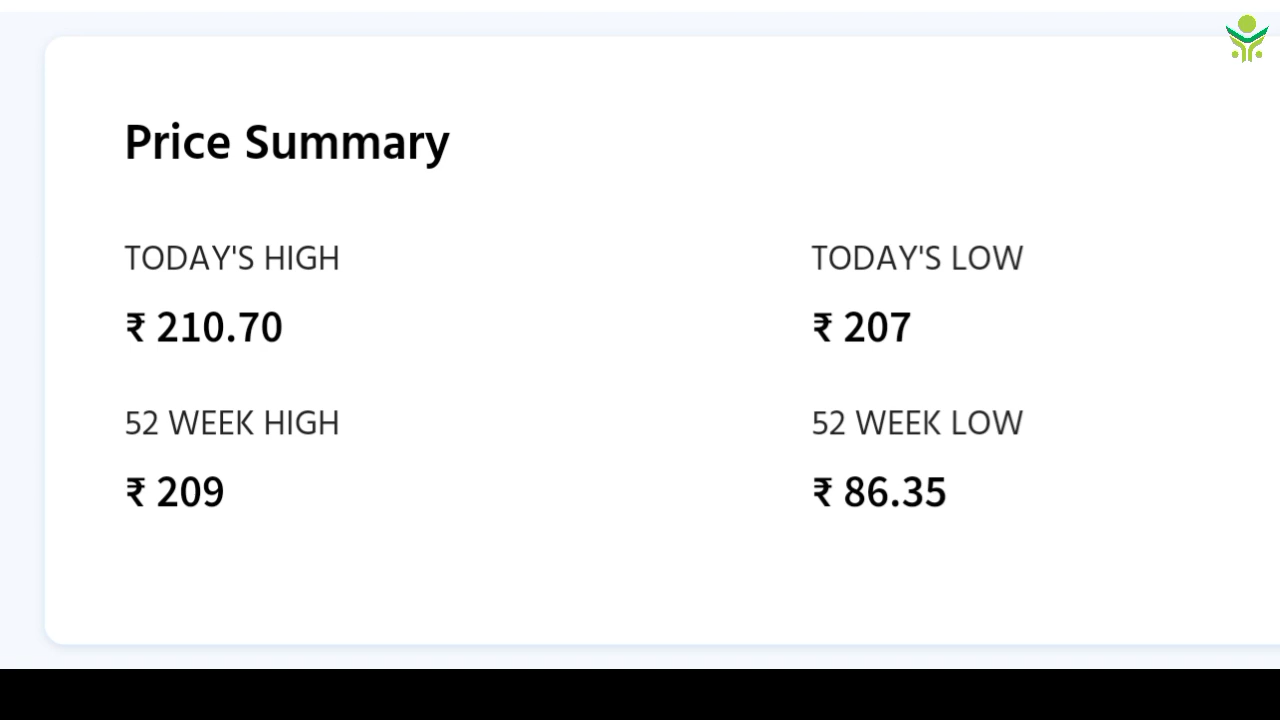 Price Summary
TODAY'S HIGH
TODAY'S LOW
₹ 210.70
₹ 207
52 WEEK HIGH
52 WEEK LOW
₹ 209
₹ 86.35